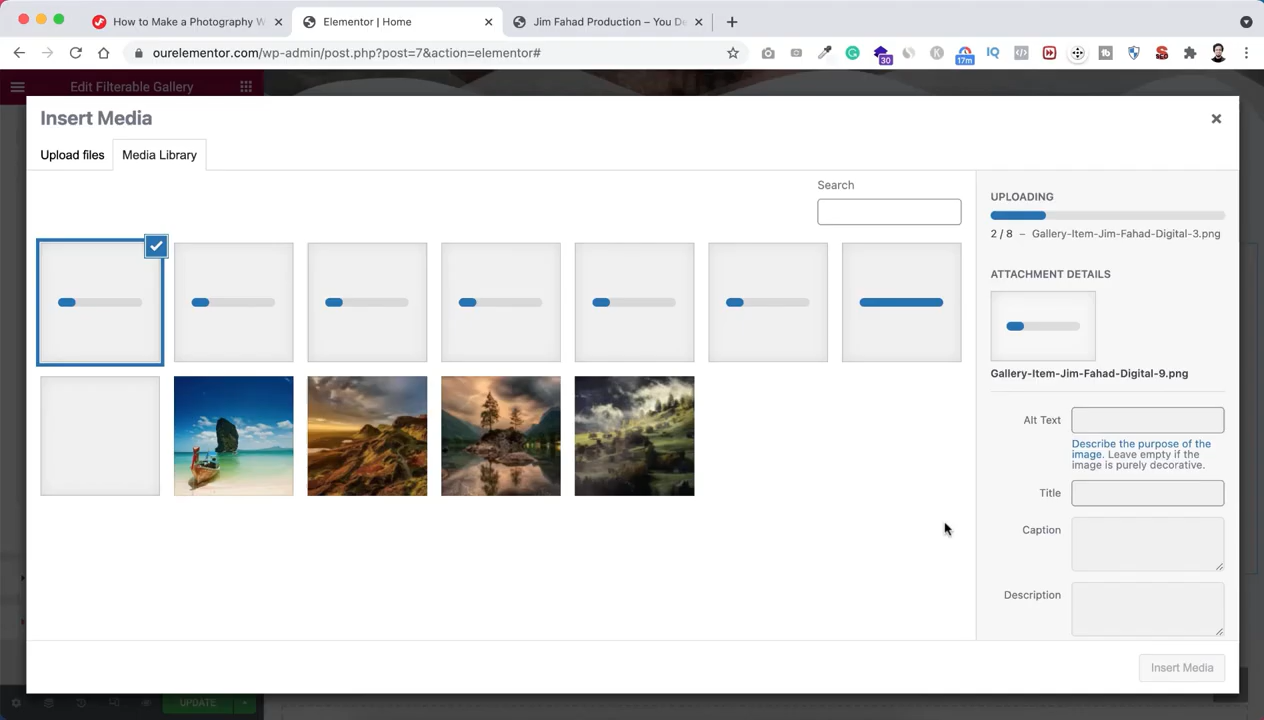 How to Make a Photography W
Elementor | Home
Jim Fahad Production – You De
ourelementor.com/wp-admin/post.php?post=7&action=elementor#
30
17m
IQ
Edit Filterable Gallery
Insert Media
Upload files
Media Library
Search
UPLOADING
2 / 8 – Gallery-Item-Jim-Fahad-Digital-3.png
ATTACHMENT DETAILS
Gallery-Item-Jim-Fahad-Digital-9.png
Alt Text
Describe the purpose of the
image. Leave empty if the
image is purely decorative.
Title
Caption
Description
Insert Media
UPDATE